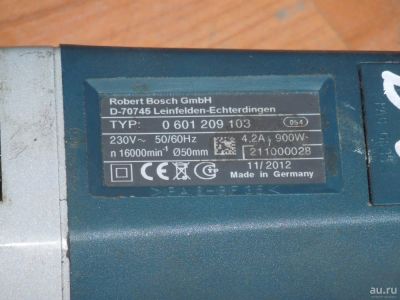 Robert Bosch GmbH
D-70745 Leinfelden-Echterdingen
TYP: 0 601 209 103 054
230V~ 50/60Hz 4,2A 900W
n 16000min-1 Ø50mm 211000028
11/2012
CE
Made in Germany
au.ru